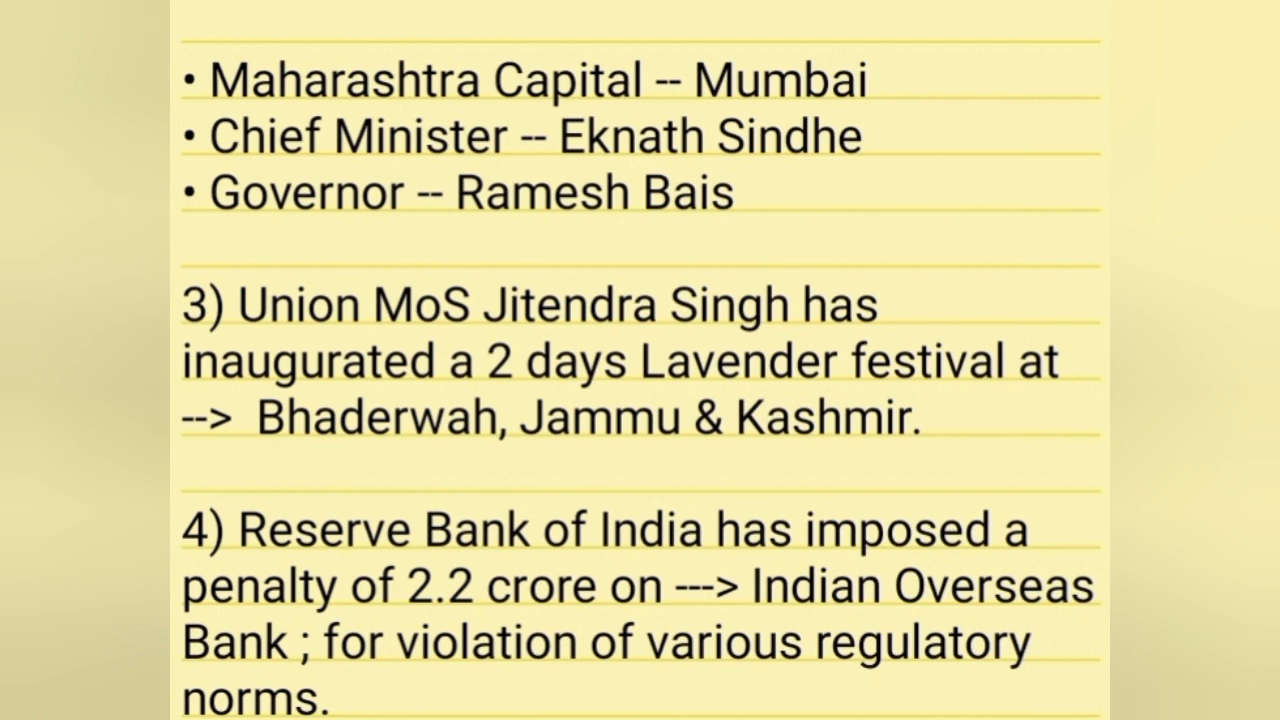 • Maharashtra Capital -- Mumbai
• Chief Minister -- Eknath Sindhe
• Governor -- Ramesh Bais
3) Union MoS Jitendra Singh has
inaugurated a 2 days Lavender festival at
--> Bhaderwah, Jammu & Kashmir.
4) Reserve Bank of India has imposed a
penalty of 2.2 crore on ---> Indian Overseas
Bank ; for violation of various regulatory
norms.